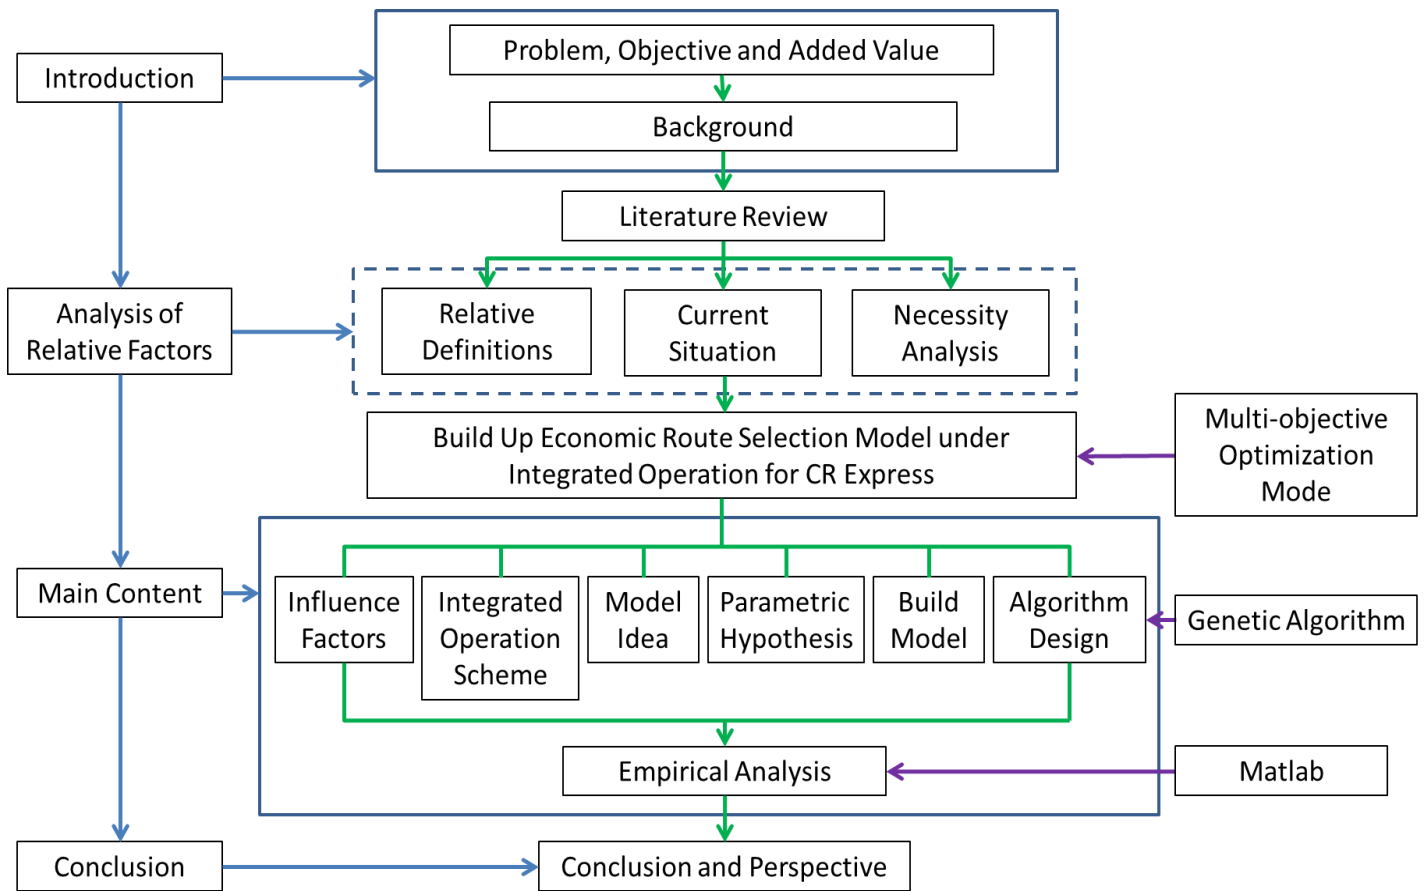 Problem, Objective and Added Value
Introduction
Background
Literature Review
Analysis of
Relative Factors
Relative
Definitions
Current
Situation
Necessity
Analysis
Build Up Economic Route Selection Model under
Integrated Operation for CR Express
Multi-objective
Optimization
Mode
Main Content
Influence
Factors
Integrated
Operation
Scheme
Model
Idea
Parametric
Hypothesis
Build
Model
Algorithm
Design
Genetic Algorithm
Empirical Analysis
Matlab
Conclusion
Conclusion and Perspective